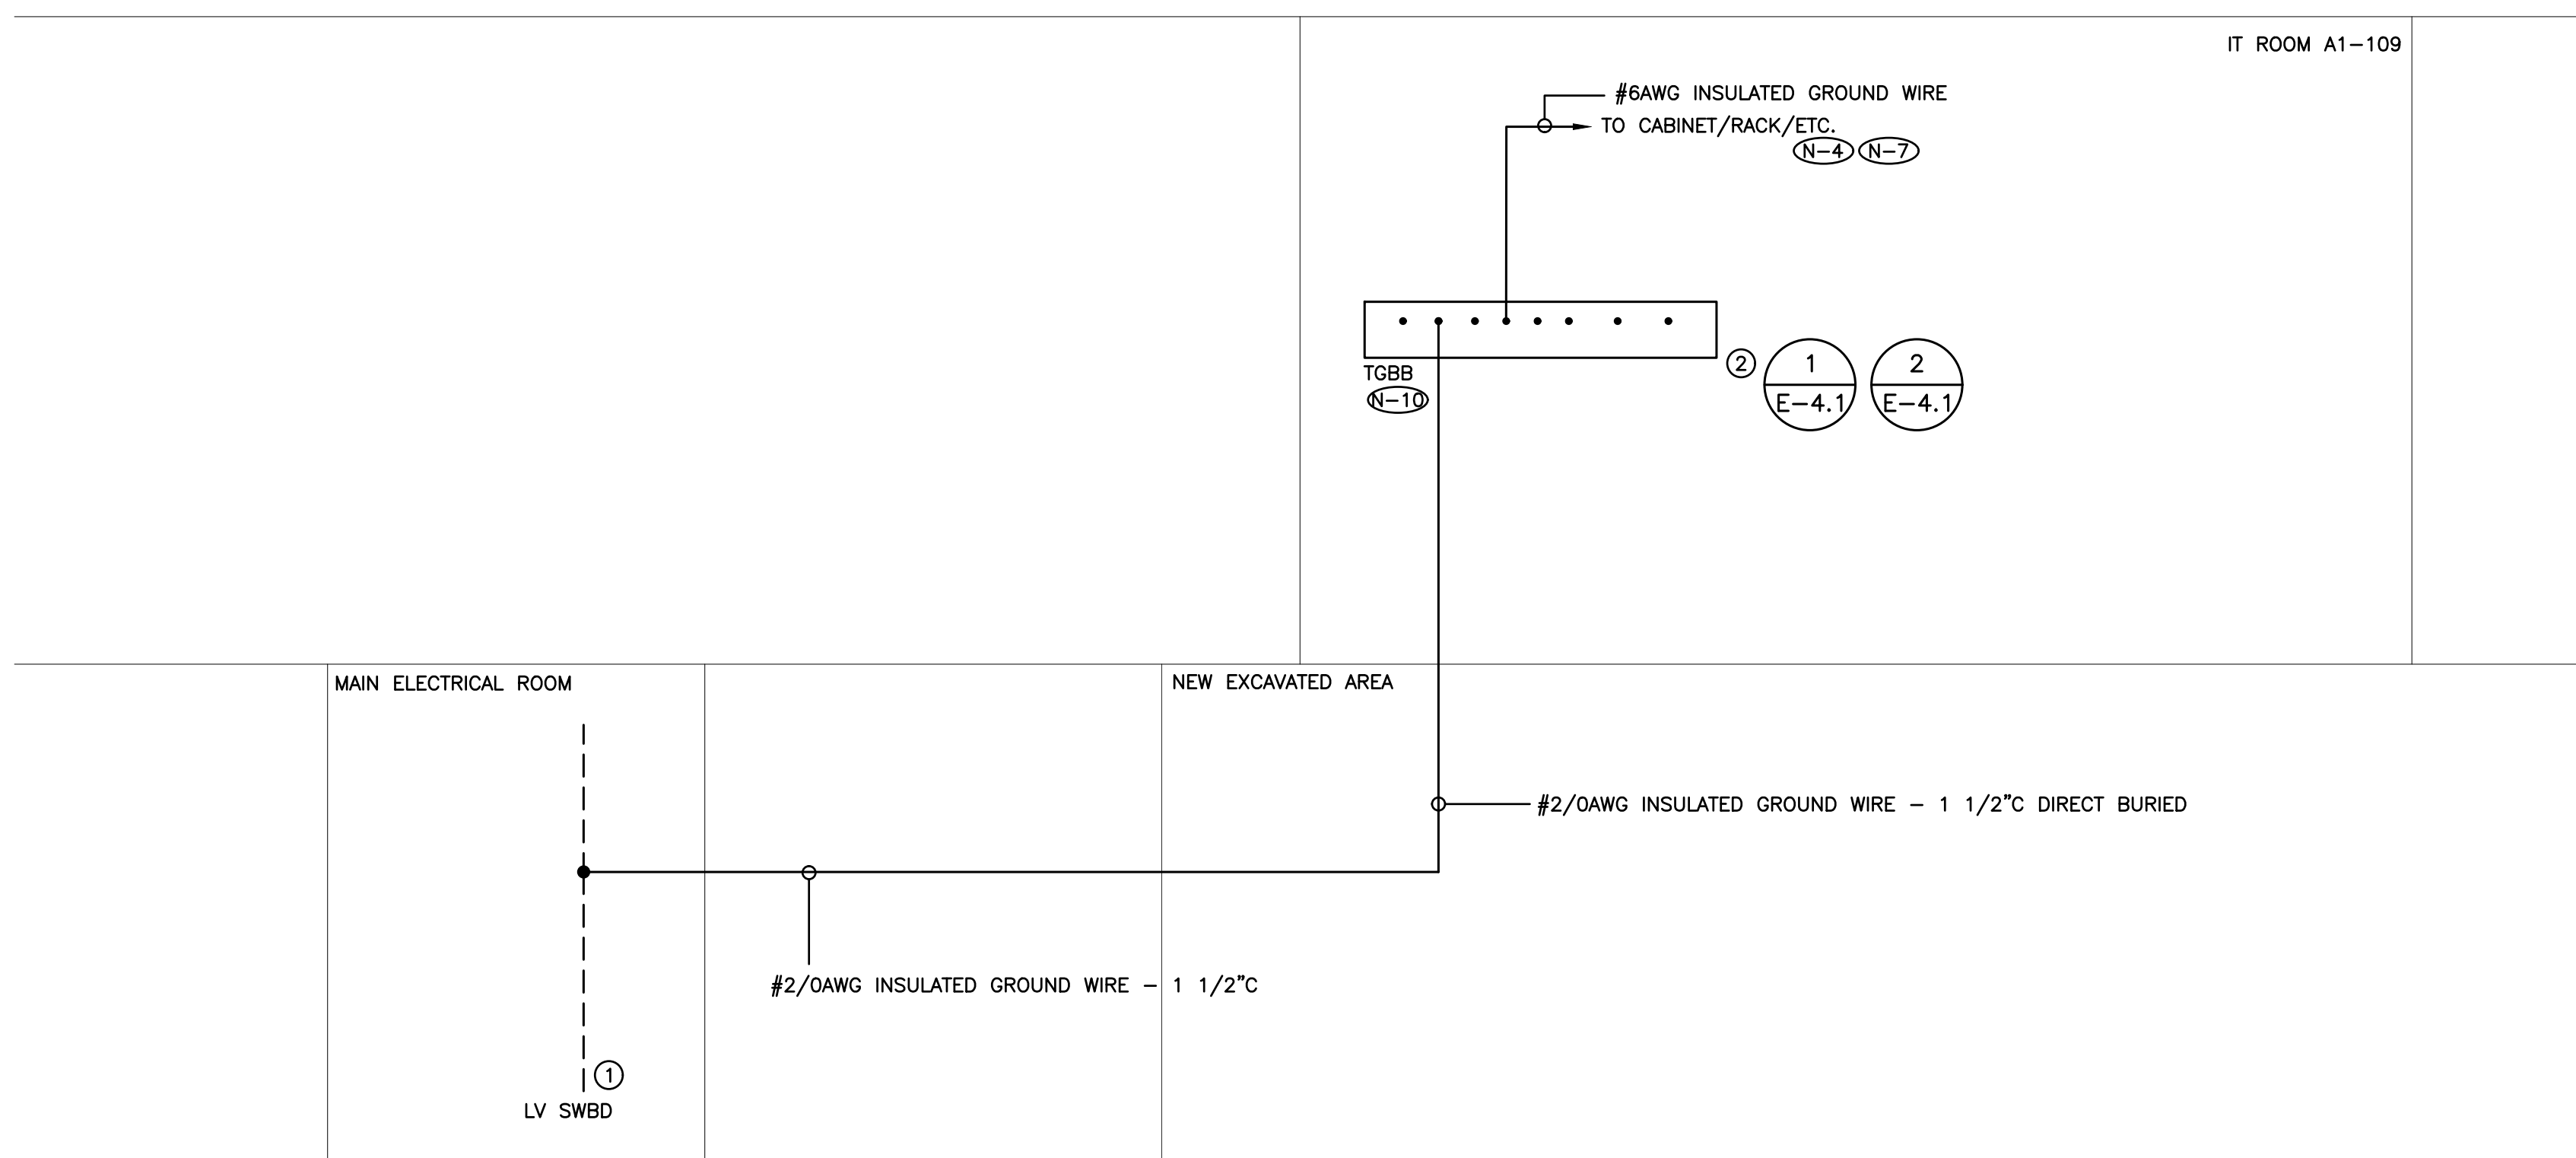 IT ROOM A1-109
#6AWG INSULATED GROUND WIRE
TO CABINET/RACK/ETC.
N-4 N-7
TGBB
N-10
2
1
E-4.1
2
E-4.1
MAIN ELECTRICAL ROOM
NEW EXCAVATED AREA
#2/0AWG INSULATED GROUND WIRE - 1 1/2"C DIRECT BURIED
#2/0AWG INSULATED GROUND WIRE - 1 1/2"C
1
LV SWBD